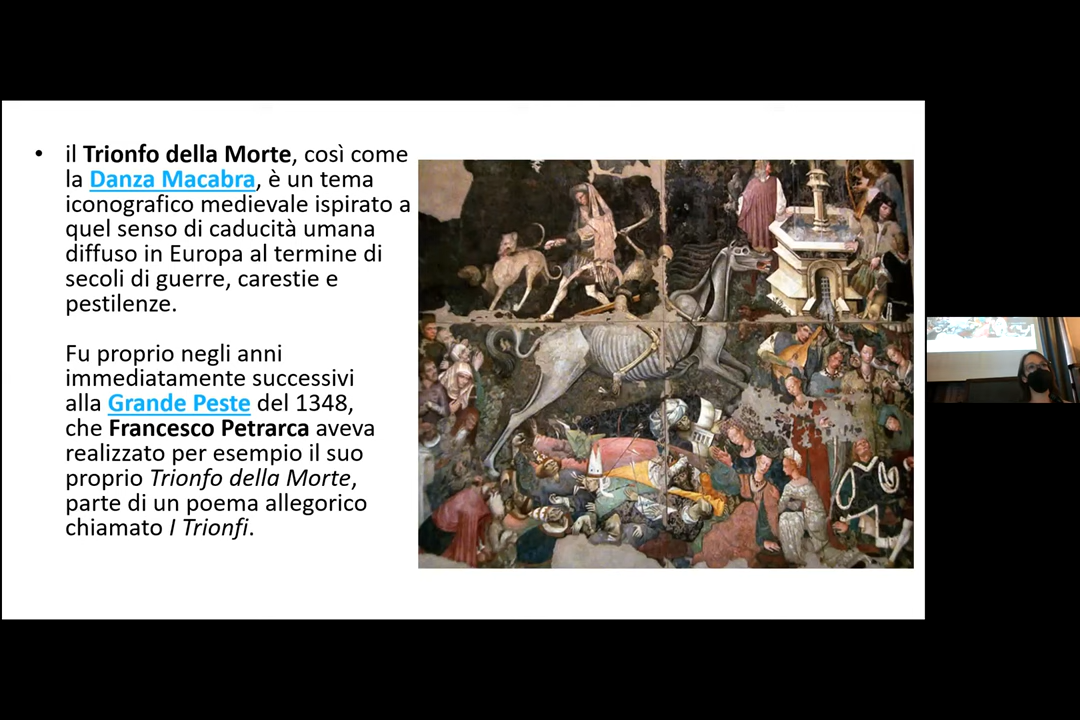 • il Trionfo della Morte, così come
la Danza Macabra, è un tema
iconografico medievale ispirato a
quel senso di caducità umana
diffuso in Europa al termine di
secoli di guerre, carestie e
pestilenze.
Fu proprio negli anni
immediatamente successivi
alla Grande Peste del 1348,
che Francesco Petrarca aveva
realizzato per esempio il suo
proprio Trionfo della Morte,
parte di un poema allegorico
chiamato I Trionfi.